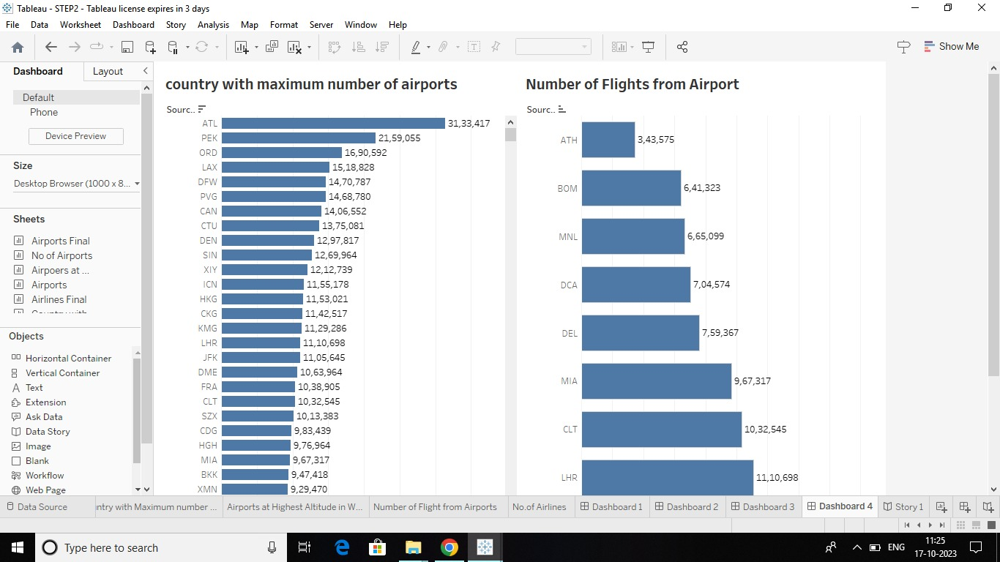 Tableau - STEP2 - Tableau license expires in 3 days
File Data Worksheet Dashboard Story Analysis Map Format Server Window Help
Show Me
Dashboard Layout
Default
Phone
Device Preview
Size
Desktop Browser (1000 x 8...
Sheets
Airports Final
No of Airports
Airpoers at ...
Airports
Airlines Final
Objects
Horizontal Container
Vertical Container
Text
Extension
Ask Data
Data Story
Image
Blank
Workflow
Web Page
country with maximum number of airports
Sourc..
ATL 31,33,417
PEK 21,59,055
ORD 16,90,592
LAX 15,18,828
DFW 14,70,787
PVG 14,68,780
CAN 14,06,552
CTU 13,75,081
DEN 12,97,817
SIN 12,69,964
XIY 12,12,739
ICN 11,55,178
HKG 11,53,021
CKG 11,42,517
KMG 11,29,286
LHR 11,10,698
JFK 11,05,645
DME 10,63,964
FRA 10,38,905
CLT 10,32,545
SZX 10,13,383
CDG 9,83,439
HGH 9,76,964
MIA 9,67,317
BKK 9,47,418
XMN 9,29,470
Number of Flights from Airport
Sourc..
ATH 3,43,575
BOM 6,41,323
MNL 6,65,099
DCA 7,04,574
DEL 7,59,367
MIA 9,67,317
CLT 10,32,545
LHR 11,10,698
Data Source ntry with Maximum number ... Airports at Highest Altitude in W... Number of Flight from Airports No.of Airlines Dashboard 1 Dashboard 2 Dashboard 3 Dashboard 4 Story 1
Type here to search
ENG
11:25
17-10-2023